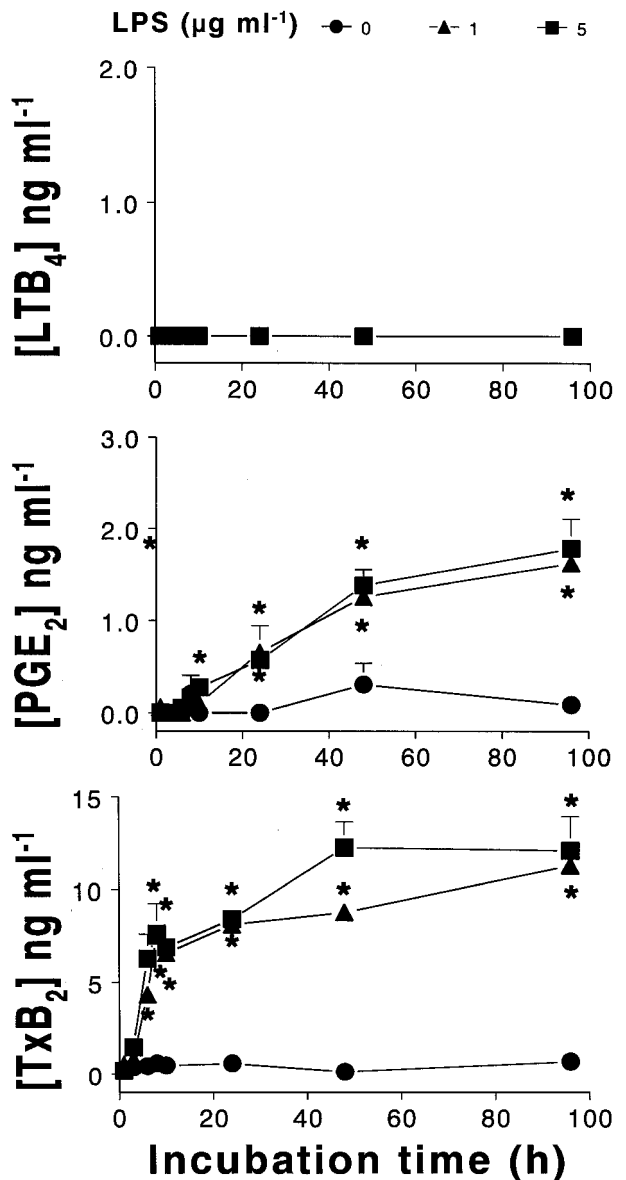 LPS (µg ml-1) 0 1 5
[LTB4] ng ml-1
2.0
1.0
0.0
0 20 40 60 80 100
[PGE2] ng ml-1
3.0
2.0
1.0
0.0
* * * * * * * *
0 20 40 60 80 100
[TxB2] ng ml-1
15
10
5
0
* * * * * * * * * * *
0 20 40 60 80 100
Incubation time (h)